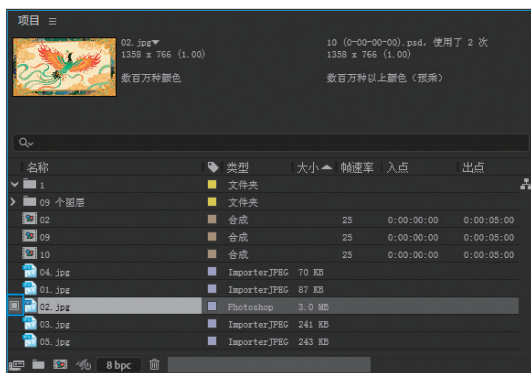 项目
02. jpg
1358 x 766 (1.00)
数百万种颜色
10 (0-00-00-00).psd, 使用了 2 次
1358 x 766 (1.00)
数百万种以上颜色 (预乘)
名称 类型 大小 帧速率 入点 出点
1 文件夹
09 个图层 文件夹
02 合成 25 0:00:00:00 0:00:05:00
09 合成 25 0:00:00:00 0:00:05:00
10 合成 25 0:00:00:00 0:00:05:00
04. jpg ImporterJPEG 70 KB
01. jpg ImporterJPEG 87 KB
02. jpg Photoshop 3.0 MB
03. jpg ImporterJPEG 241 KB
05. jpg ImporterJPEG 243 KB
8 bpc